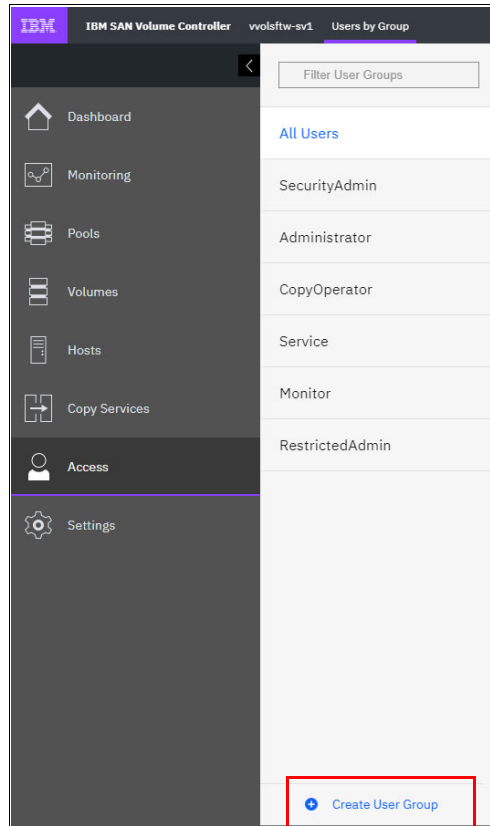 IBM IBM SAN Volume Controller vvolsftw-sv1 Users by Group
Filter User Groups
Dashboard
All Users
Monitoring
SecurityAdmin
Pools
Administrator
Volumes
CopyOperator
Hosts
Service
Copy Services
Monitor
Access
RestrictedAdmin
Settings
Create User Group